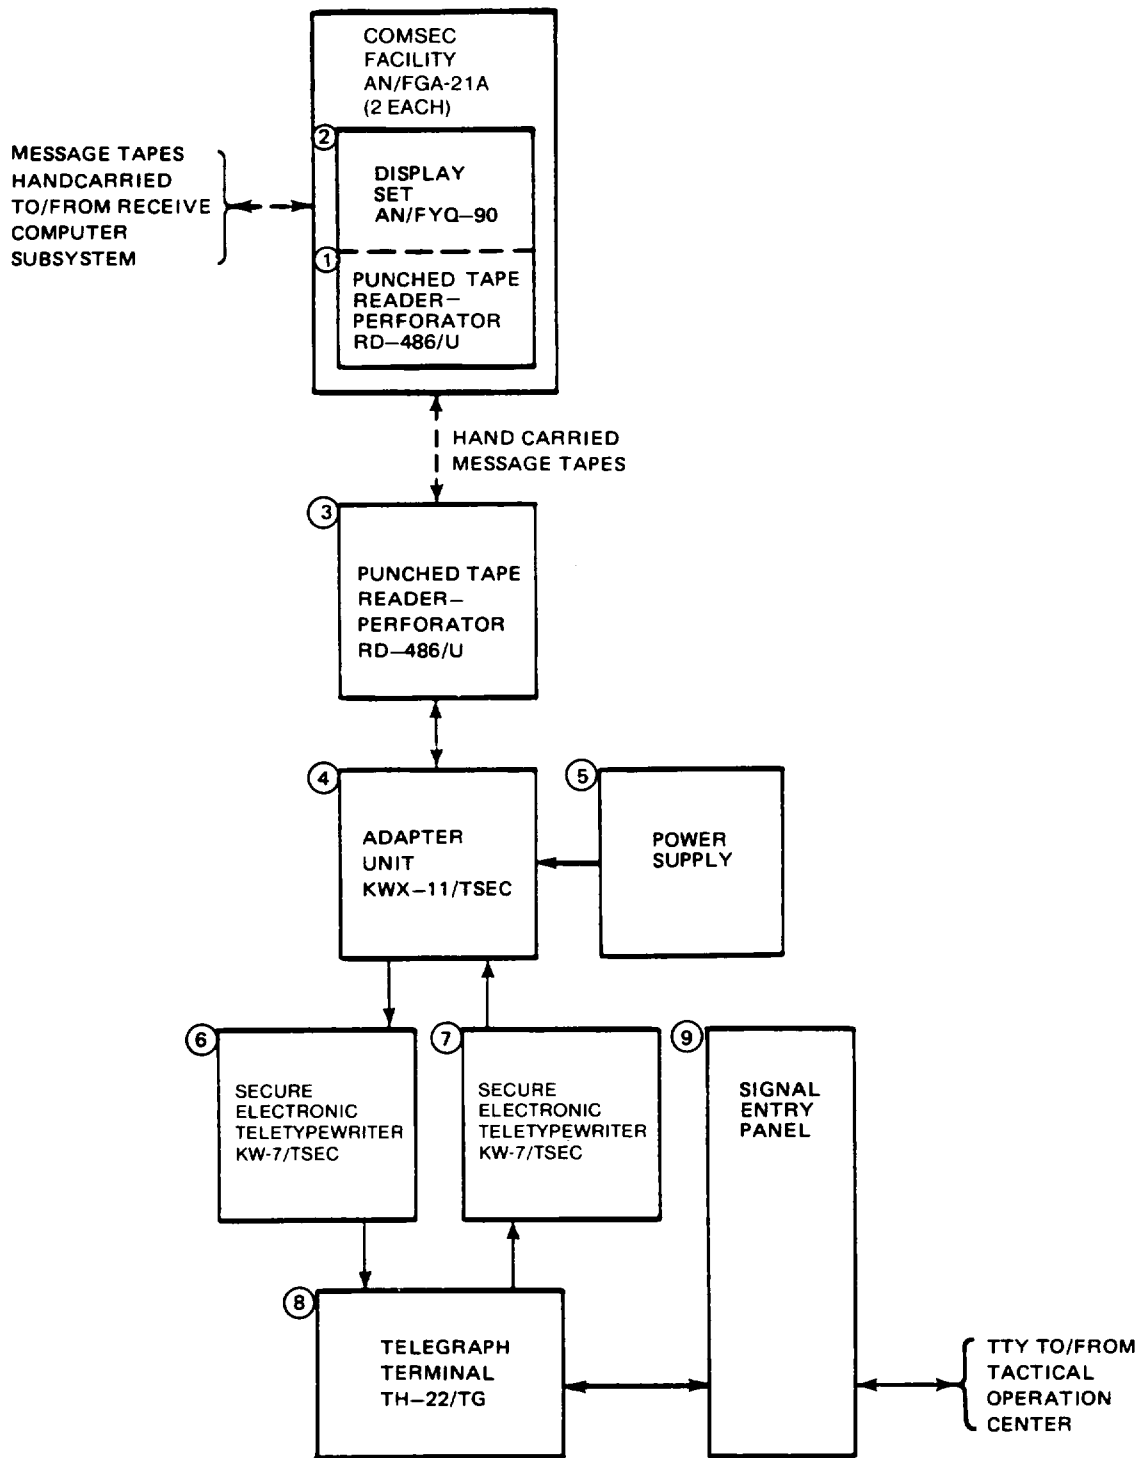 COMSEC
FACILITY
AN/FGA-21A
(2 EACH)
MESSAGE TAPES
HANDCARRIED
TO/FROM RECEIVE
COMPUTER
SUBSYSTEM
2
DISPLAY
SET
AN/FYQ-90
1
PUNCHED TAPE
READER-
PERFORATOR
RD-486/U
HAND CARRIED
MESSAGE TAPES
3
PUNCHED TAPE
READER-
PERFORATOR
RD-486/U
4
ADAPTER
UNIT
KWX-11/TSEC
5
POWER
SUPPLY
6
SECURE
ELECTRONIC
TELETYPEWRITER
KW-7/TSEC
7
SECURE
ELECTRONIC
TELETYPEWRITER
KW-7/TSEC
9
SIGNAL
ENTRY
PANEL
8
TELEGRAPH
TERMINAL
TH-22/TG
TTY TO/FROM
TACTICAL
OPERATION
CENTER